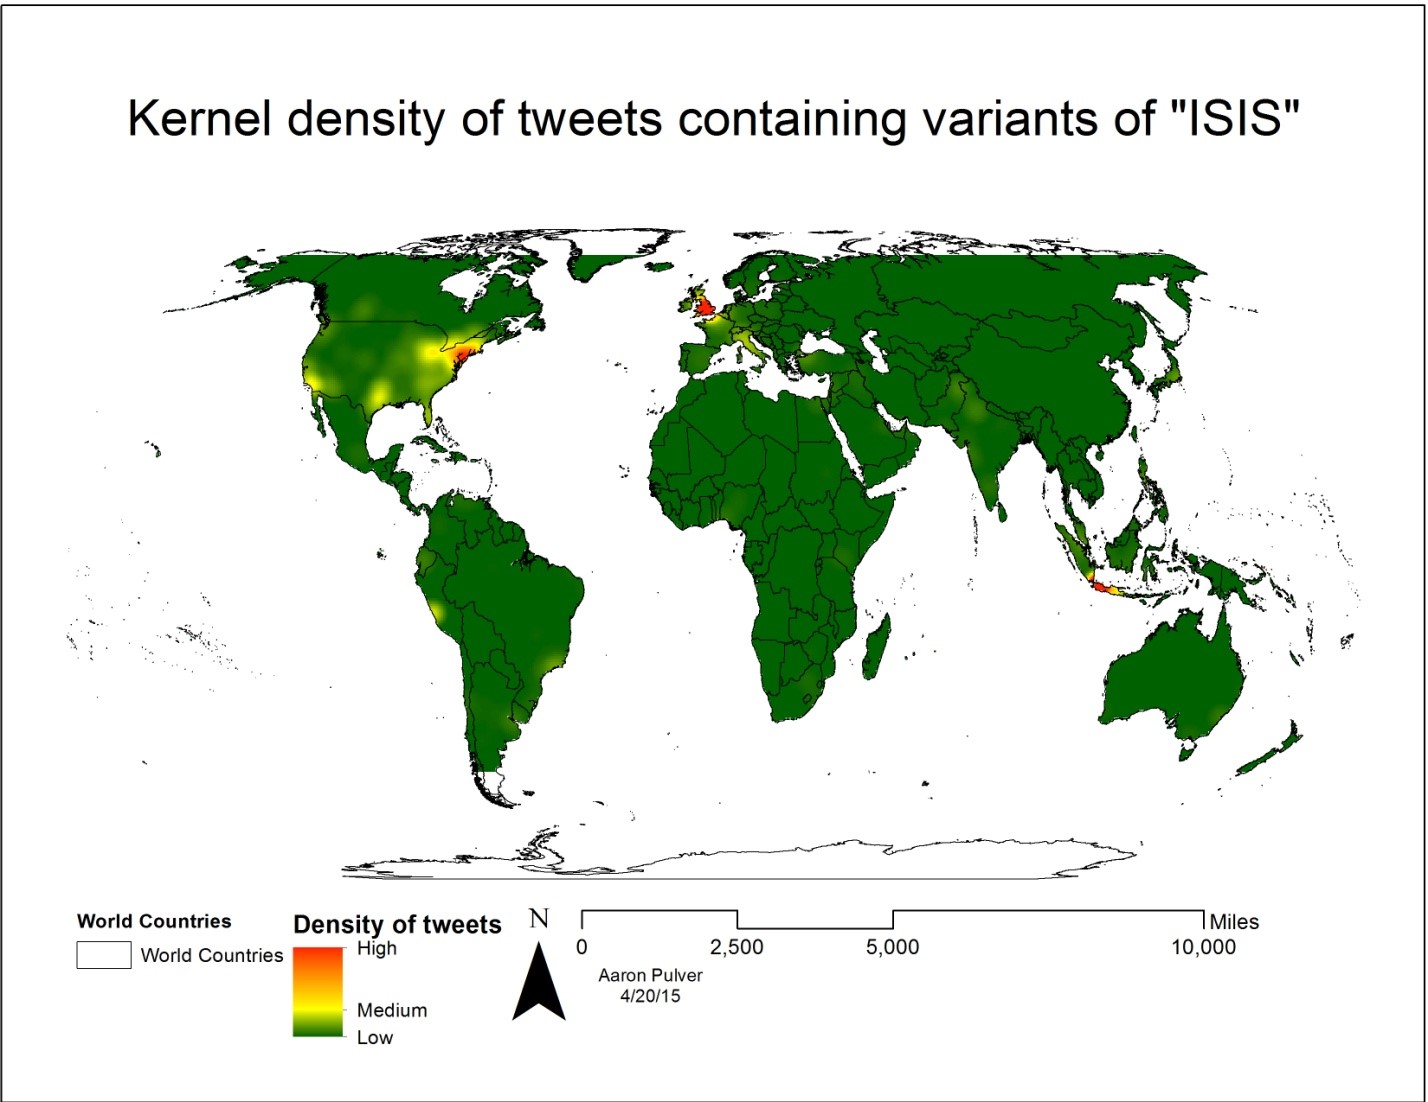 Kernel density of tweets containing variants of "ISIS"
World Countries
World Countries
Density of tweets
High
Medium
Low
N
0 2,500 5,000 10,000
Miles
Aaron Pulver
4/20/15